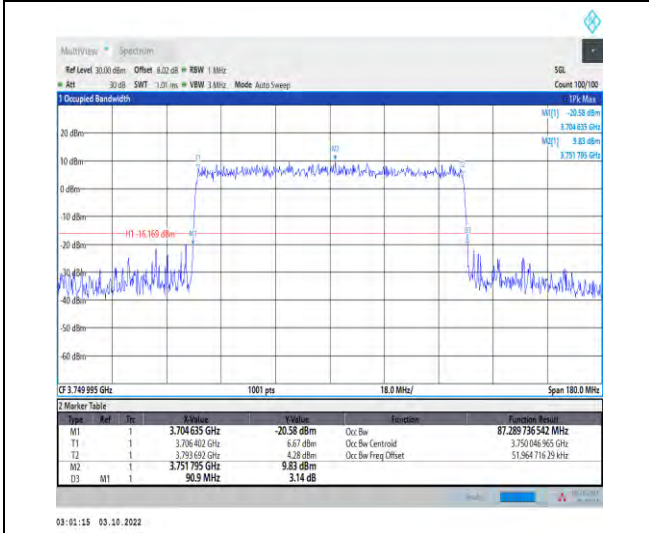 MultiView Spectrum
Ref Level 30.00 dBm Offset 8.02 dB RBW 1 MHz SGL
Att 30 dB SWT 1.01 ms VBW 3 MHz Mode Auto Sweep Count 100/100
1 Occupied Bandwidth 1Pk Max
M1[1] -20.58 dBm
3.704 635 GHz
M2[1] 9.83 dBm
3.751 795 GHz
20 dBm
M2
10 dBm
T1
0 dBm
-10 dBm
H1 -16.169 dBm
M1
D3
-20 dBm
-30 dBm
-40 dBm
-50 dBm
-60 dBm
CF 3.749 995 GHz 1001 pts 18.0 MHz/ Span 180.0 MHz
2 Marker Table
Type Ref Trc X-Value Y-Value Function Function Result
M1 1 3.704 635 GHz -20.58 dBm Occ Bw 87.289 736 542 MHz
T1 1 3.706 402 GHz 6.67 dBm Occ Bw Centroid 3.750 046 965 GHz
T2 1 3.793 692 GHz 4.28 dBm Occ Bw Freq Offset 51.964 716 29 kHz
M2 1 3.751 795 GHz 9.83 dBm
D3 M1 1 90.9 MHz 3.14 dB
03:01:15 03.10.2022